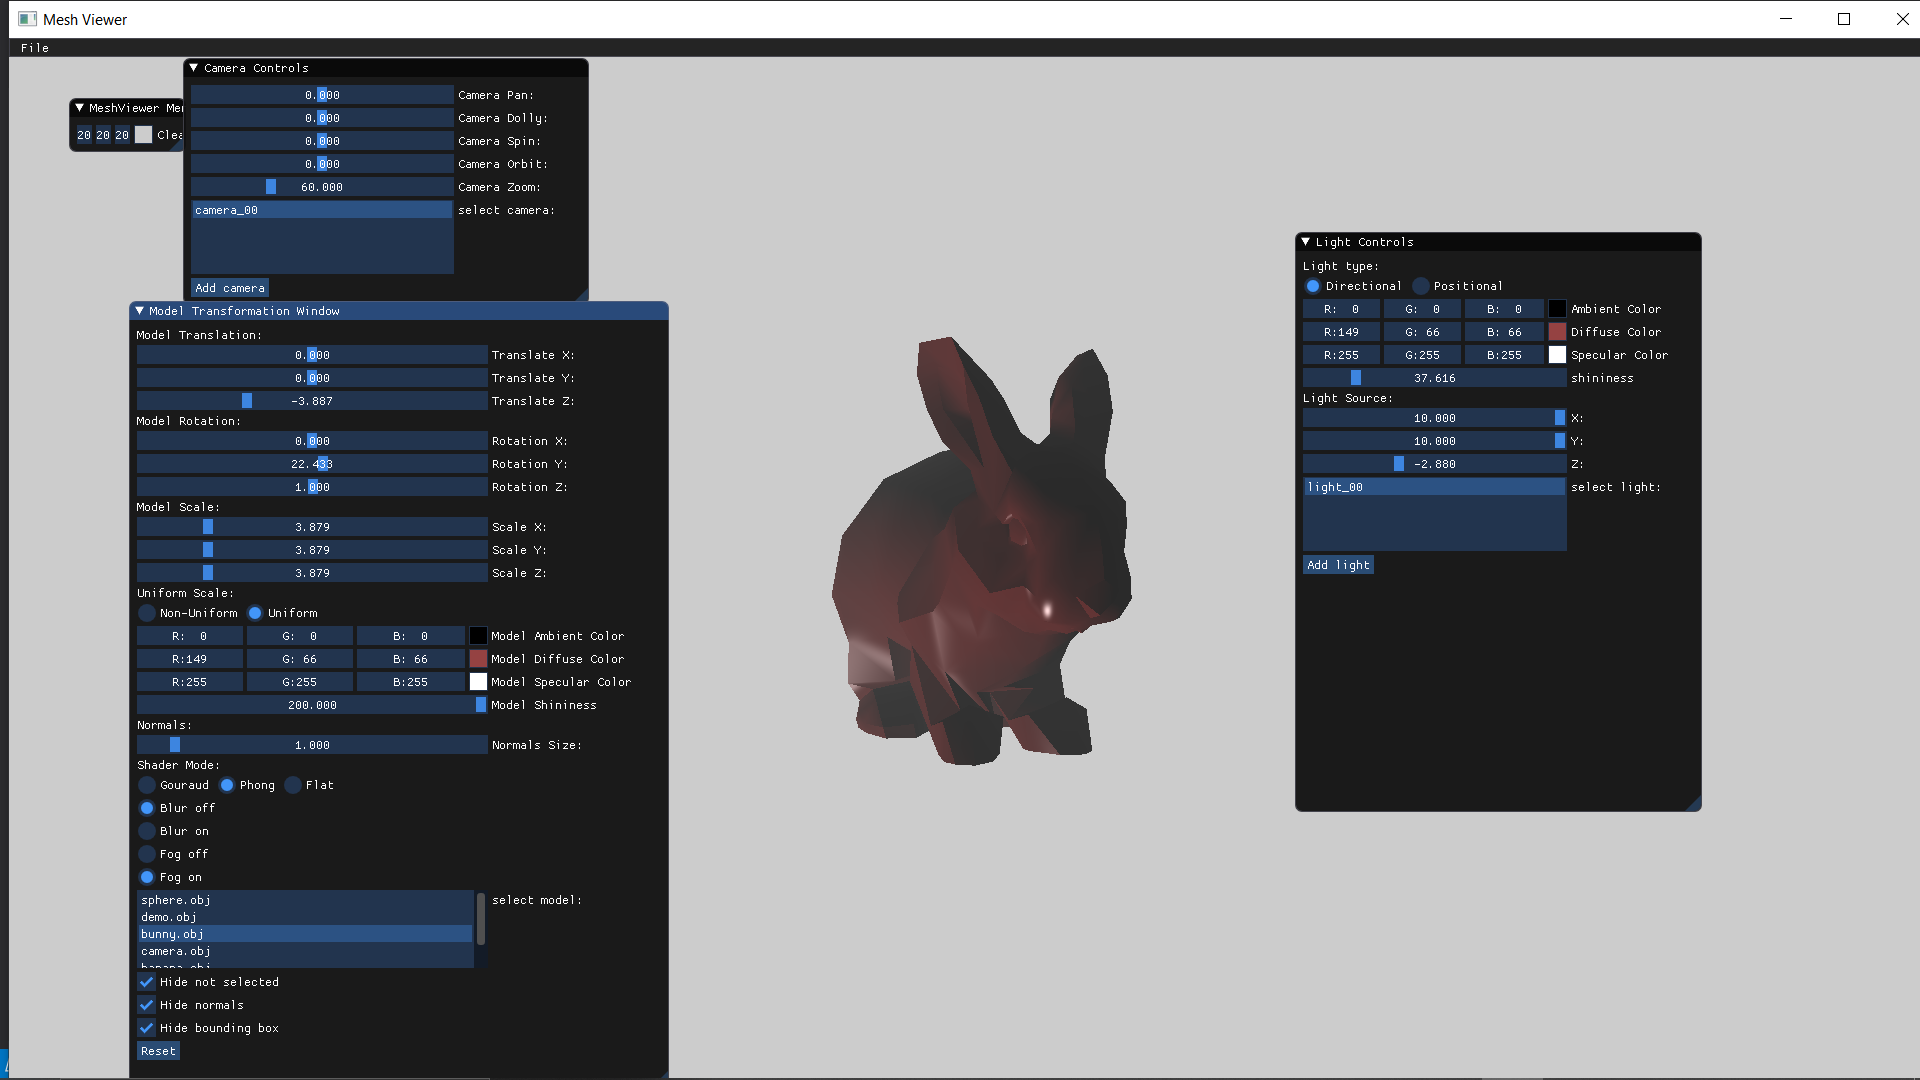 Mesh Viewer
File
Camera Controls
0.000 Camera Pan:
0.000 Camera Dolly:
0.000 Camera Spin:
0.000 Camera Orbit:
60.000 Camera Zoom:
camera_00 select camera:
Add camera
MeshViewer
20 20 20
Model Transformation Window
Model Translation:
0.000 Translate X:
0.000 Translate Y:
-3.887 Translate Z:
Model Rotation:
0.000 Rotation X:
22.433 Rotation Y:
1.000 Rotation Z:
Model Scale:
3.879 Scale X:
3.879 Scale Y:
3.879 Scale Z:
Uniform Scale:
Non-Uniform Uniform
R: 0 G: 0 B: 0 Model Ambient Color
R:149 G: 66 B: 66 Model Diffuse Color
R:255 G:255 B:255 Model Specular Color
200.000 Model Shininess
Normals:
1.000 Normals Size:
Shader Mode:
Gouraud Phong Flat
Blur off
Blur on
Fog off
Fog on
sphere.obj select model:
demo.obj
bunny.obj
camera.obj
banana.obj
Hide not selected
Hide normals
Hide bounding box
Reset
Light Controls
Light type:
Directional Positional
R: 0 G: 0 B: 0 Ambient Color
R:149 G: 66 B: 66 Diffuse Color
R:255 G:255 B:255 Specular Color
37.616 shininess
Light Source:
10.000 X:
10.000 Y:
-2.880 Z:
light_00 select light:
Add light